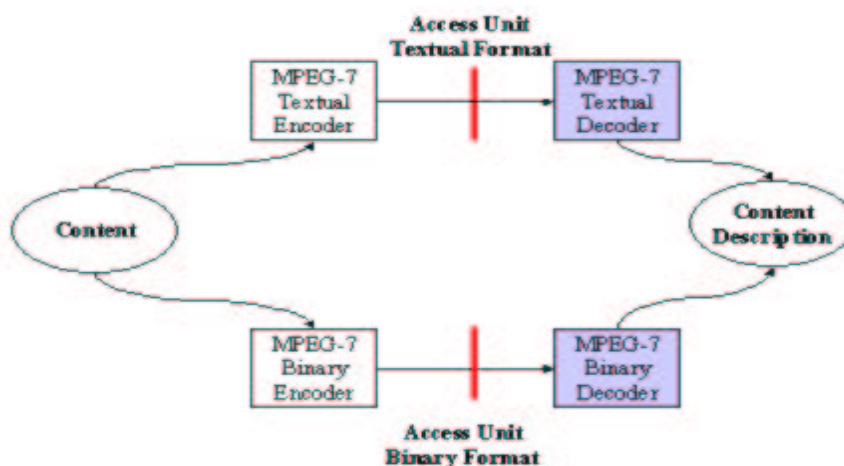 Access Unit
Textual Format
MPEG-7
Textual
Encoder
MPEG-7
Textual
Decoder
Content
Content
Description
MPEG-7
Binary
Encoder
MPEG-7
Binary
Decoder
Access Unit
Binary Format